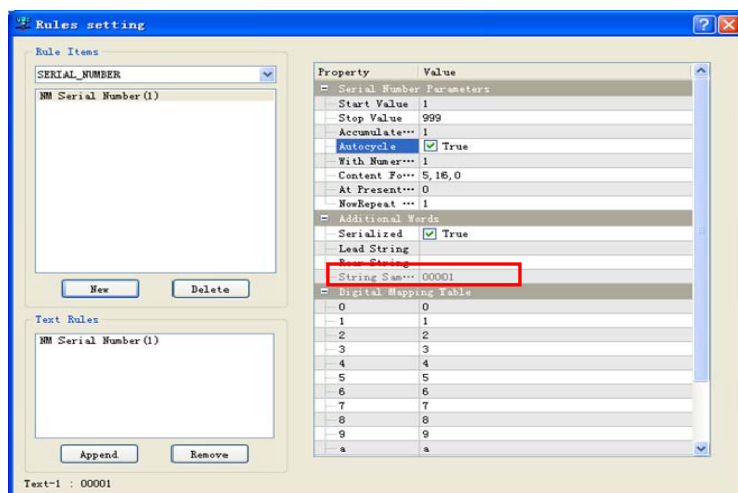 Rules setting
Rule Items
SERIAL_NUMBER
NM Serial Number(1)
New Delete
Text Rules
NM Serial Number(1)
Append Remove
Text-1 : 00001
Property Value
Serial Number Parameters
Start Value 1
Stop Value 999
Accumulate··· 1
Autocycle True
With Numer··· 1
Content Fo··· 5,16,0
At Present··· 0
NowRepeat ··· 1
Additional Words
Serialized True
Lead String
Rear String
String Sam··· 00001
Digital Mapping Table
0 0
1 1
2 2
3 3
4 4
5 5
6 6
7 7
8 8
9 9
a a